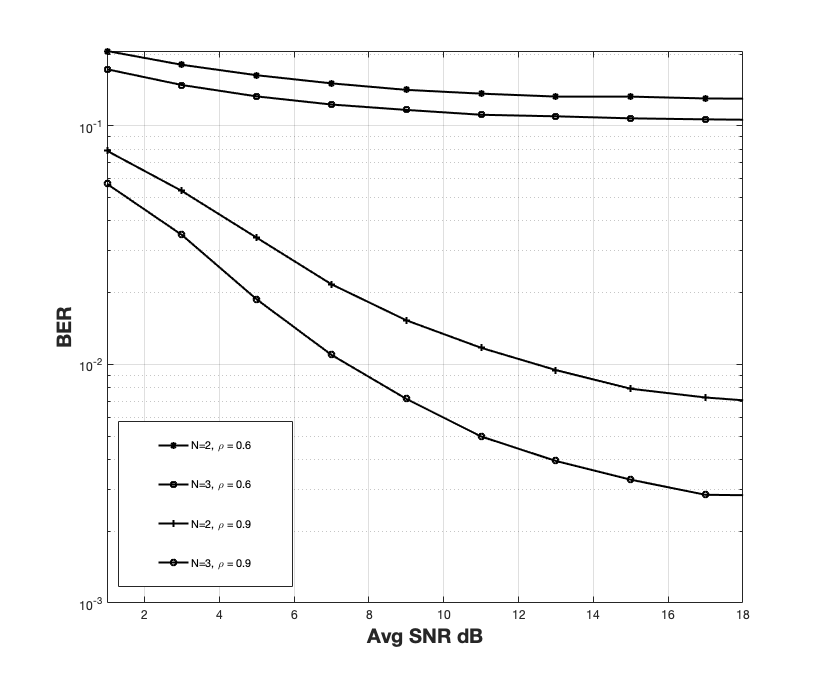 10⁻¹
10⁻²
10⁻³
BER
N=2, ρ = 0.6
N=3, ρ = 0.6
N=2, ρ = 0.9
N=3, ρ = 0.9
2 4 6 8 10 12 14 16 18
Avg SNR dB